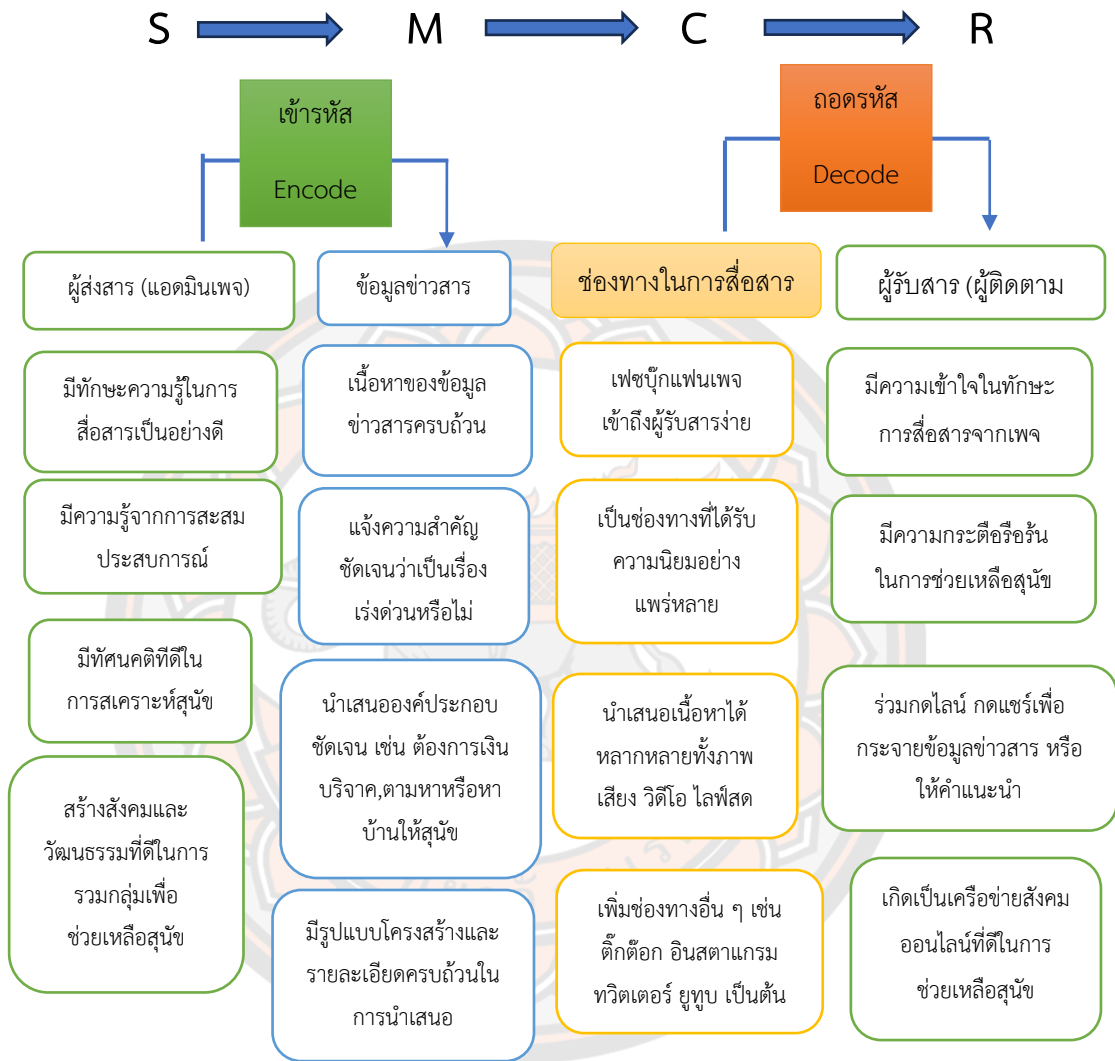 S M C R
เข้ารหัส
Encode
ถอดรหัส
Decode
ผู้ส่งสาร (แอดมินเพจ)
มีทักษะความรู้ในการ
สื่อสารเป็นอย่างดี
มีความรู้จากการสะสม
ประสบการณ์
มีทัศนคติทีดีใน
การสเคราะห์สุนัข
สร้างสังคมและ
วัฒนธรรมที่ดีในการ
รวมกลุ่มเพื่อ
ช่วยเหลือสุนัข
ข้อมูลข่าวสาร
เนื้อหาของข้อมูล
ข่าวสารครบถ้วน
แจ้งความสำคัญ
ชัดเจนว่าเป็นเรื่อง
เร่งด่วนหรือไม่
นำเสนอองค์ประกอบ
ชัดเจน เช่น ต้องการเงิน
บริจาค,ตามหาหรือหา
บ้านให้สุนัข
มีรูปแบบโครงสร้างและ
รายละเอียดครบถ้วนใน
การนำเสนอ
ช่องทางในการสื่อสาร
เฟซบุ๊กแฟนเพจ
เข้าถึงผู้รับสารง่าย
เป็นช่องทางที่ได้รับ
ความนิยมอย่าง
แพร่หลาย
นำเสนอเนื้อหาได้
หลากหลายทั้งภาพ
เสียง วิดีโอ ไลฟ์สด
เพิ่มช่องทางอื่น ๆ เช่น
ติ๊กต๊อก อินสตาแกรม
ทวิตเตอร์ ยูทูบ เป็นต้น
ผู้รับสาร (ผู้ติดตาม
มีความเข้าใจในทักษะ
การสื่อสารจากเพจ
มีความกระตือรือร้น
ในการช่วยเหลือสุนัข
ร่วมกดไลน์ กดแชร์เพื่อ
กระจายข้อมูลข่าวสาร หรือ
ให้คำแนะนำ
เกิดเป็นเครือข่ายสังคม
ออนไลน์ที่ดีในการ
ช่วยเหลือสุนัข